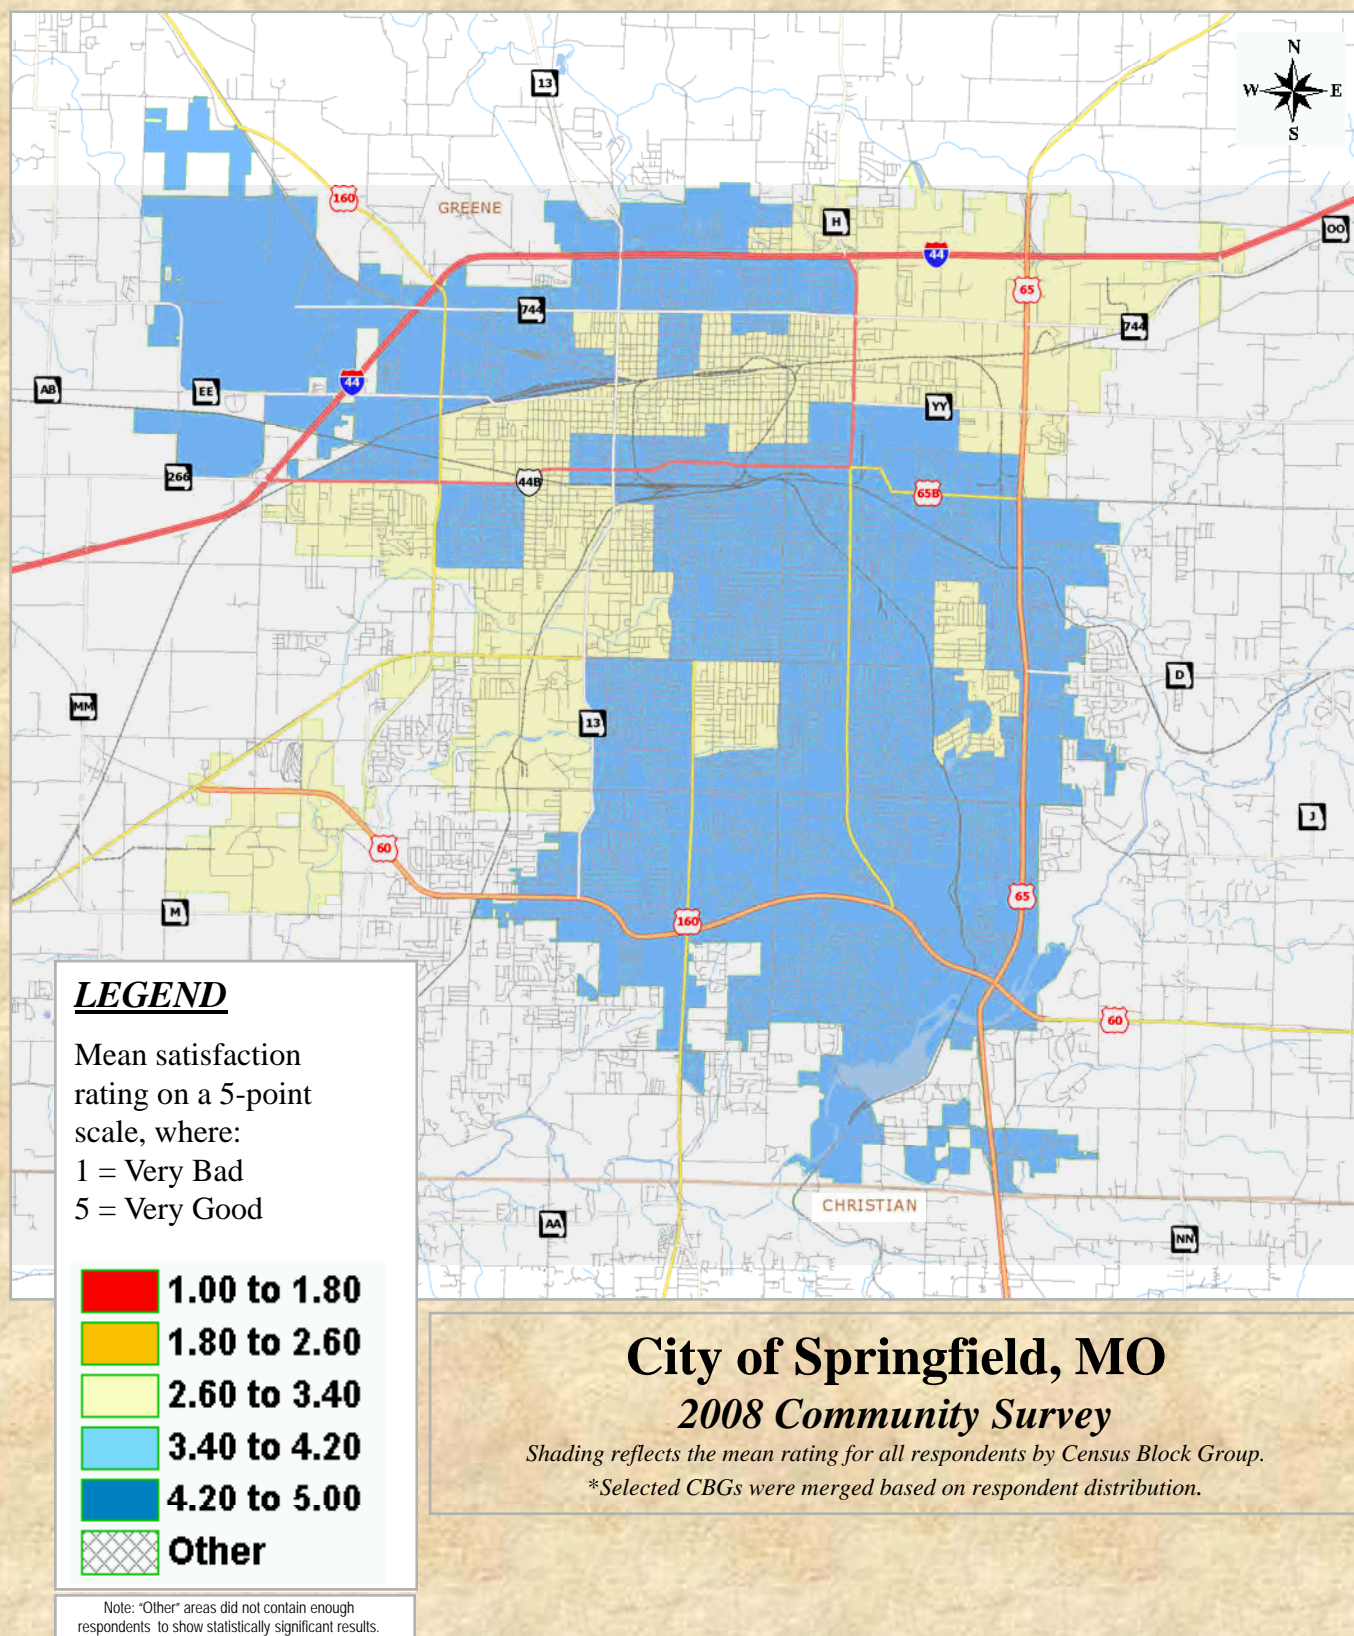 N
W E
S
13
160
GREENE
H
OO
44
65
744
744
44
AB
EE
YY
266
44B
65B
D
MM
13
J
60
65
M
160
60
CHRISTIAN
AA
NN
LEGEND
Mean satisfaction
rating on a 5-point
scale, where:
1 = Very Bad
5 = Very Good
1.00 to 1.80
1.80 to 2.60
2.60 to 3.40
3.40 to 4.20
4.20 to 5.00
Other
Note: “Other” areas did not contain enough
respondents to show statistically significant results.
City of Springfield, MO
2008 Community Survey
Shading reflects the mean rating for all respondents by Census Block Group.
*Selected CBGs were merged based on respondent distribution.